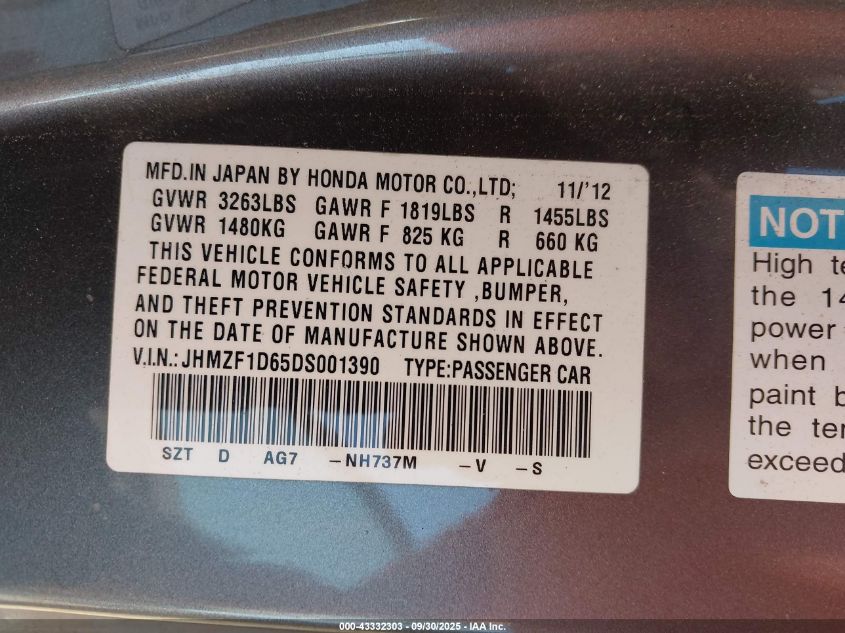 MFD.IN JAPAN BY HONDA MOTOR CO.,LTD; 11/'12
GVWR 3263LBS GAWR F 1819LBS R 1455LBS
GVWR 1480KG GAWR F 825 KG R 660 KG
THIS VEHICLE CONFORMS TO ALL APPLICABLE
FEDERAL MOTOR VEHICLE SAFETY ,BUMPER,
AND THEFT PREVENTION STANDARDS IN EFFECT
ON THE DATE OF MANUFACTURE SHOWN ABOVE.
V.I.N.:JHMZF1D65DS001390 TYPE:PASSENGER CAR
SZT D AG7 -NH737M -V -S
NOT
High te
the 14
power
when
paint b
the ter
exceed
000-43332303 - 09/30/2025 - IAA Inc.